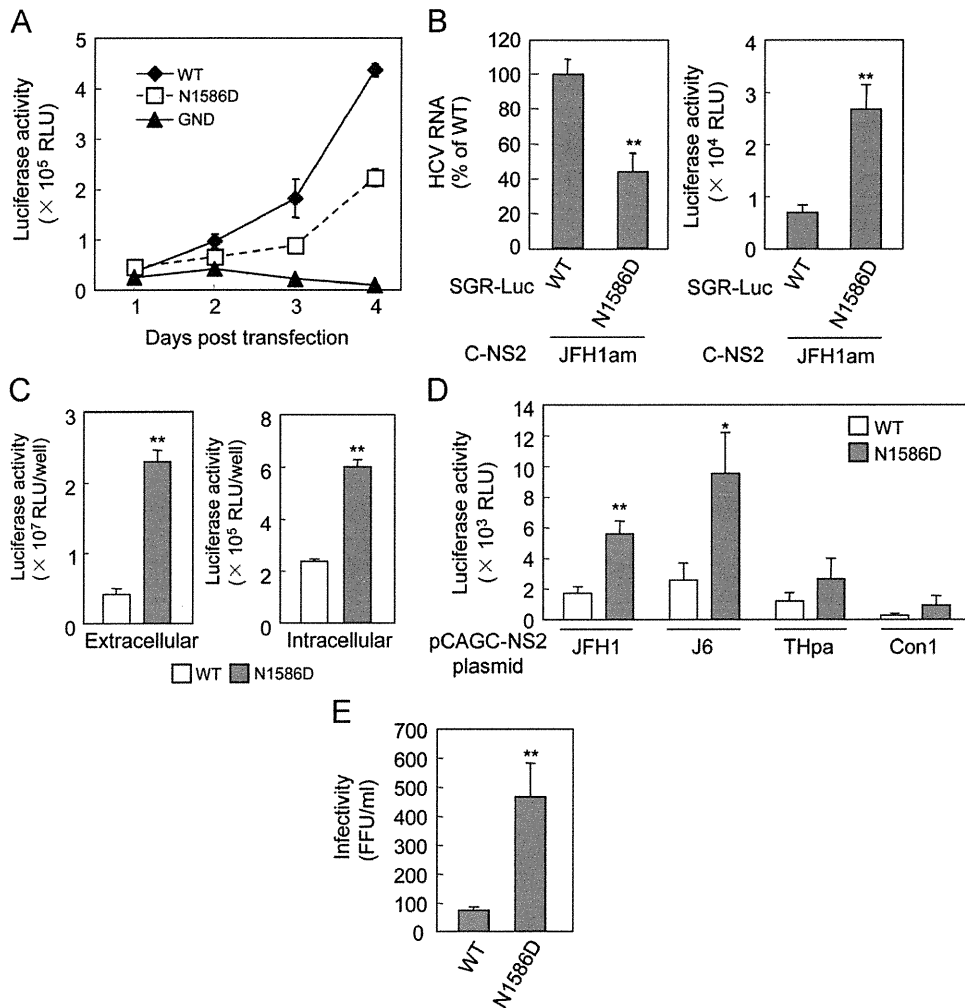 A
Luciferase activity
(× 10⁵ RLU)
5
4
3
2
1
0
WT
N1586D
GND
1 2 3 4
Days post transfection
B
HCV RNA
(% of WT)
120
100
80
60
40
20
0
**
SGR-Luc WT N1586D
C-NS2 JFH1am
Luciferase activity
(× 10⁴ RLU)
4
3
2
1
0
**
SGR-Luc WT N1586D
C-NS2 JFH1am
C
Luciferase activity
(× 10⁷ RLU/well)
3
2
1
0
**
Extracellular
Luciferase activity
(× 10⁵ RLU/well)
8
6
4
2
0
**
Intracellular
WT N1586D
D
Luciferase activity
(× 10³ RLU)
14
12
10
8
6
4
2
0
WT
N1586D
**
*
pCAGC-NS2
plasmid
JFH1 J6 THpa Con1
E
Infectivity
(FFU/ml)
700
600
500
400
300
200
100
0
**
WT N1586D